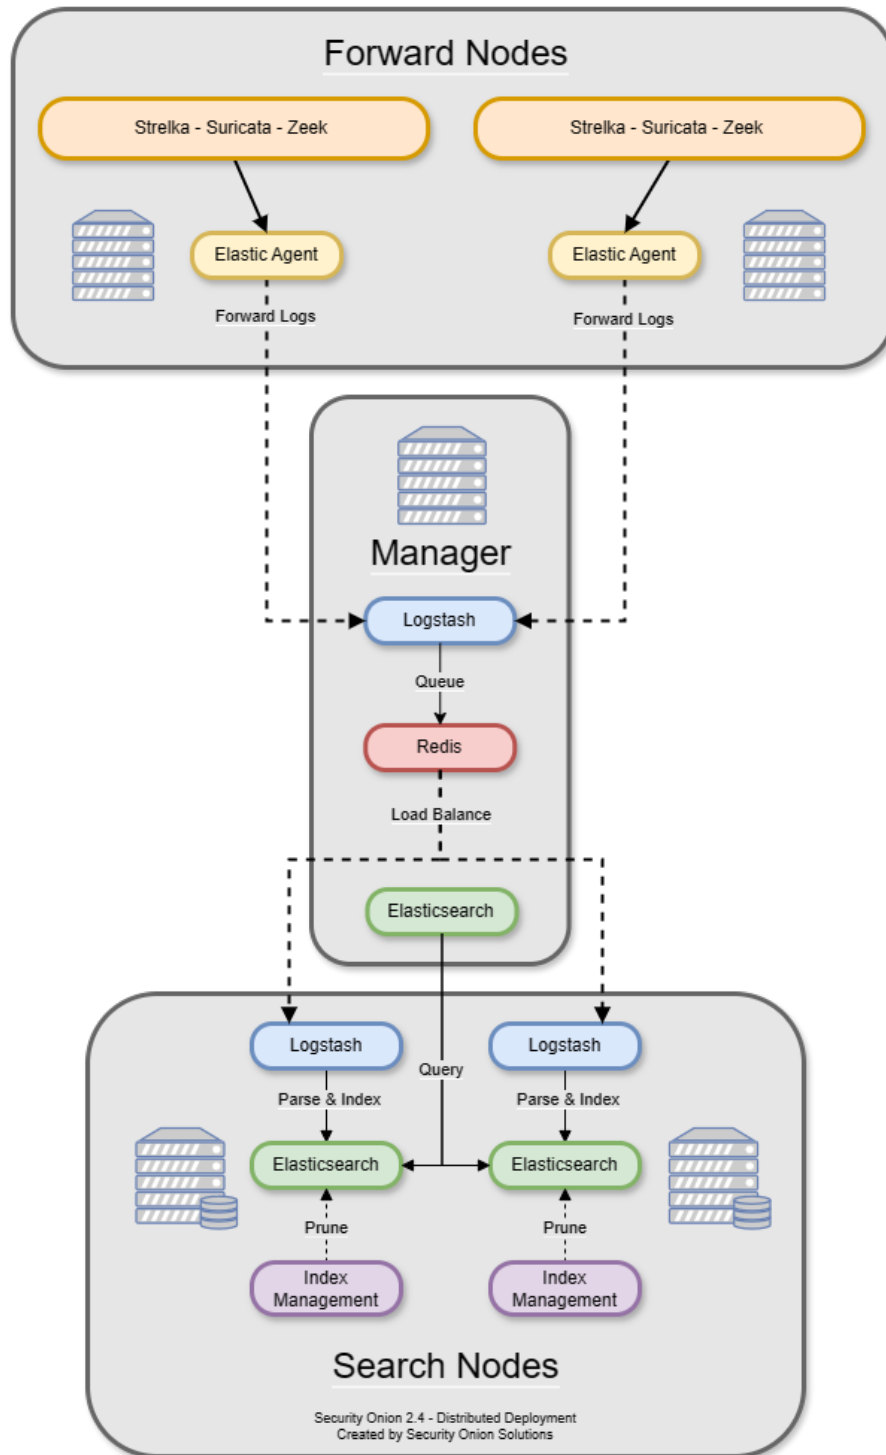 Forward Nodes
Strelka - Suricata - Zeek
Strelka - Suricata - Zeek
Elastic Agent
Elastic Agent
Forward Logs
Forward Logs
Manager
Logstash
Queue
Redis
Load Balance
Elasticsearch
Logstash
Logstash
Query
Parse & Index
Parse & Index
Elasticsearch
Elasticsearch
Prune
Prune
Index
Management
Index
Management
Search Nodes
Security Onion 2.4 - Distributed Deployment
Created by Security Onion Solutions